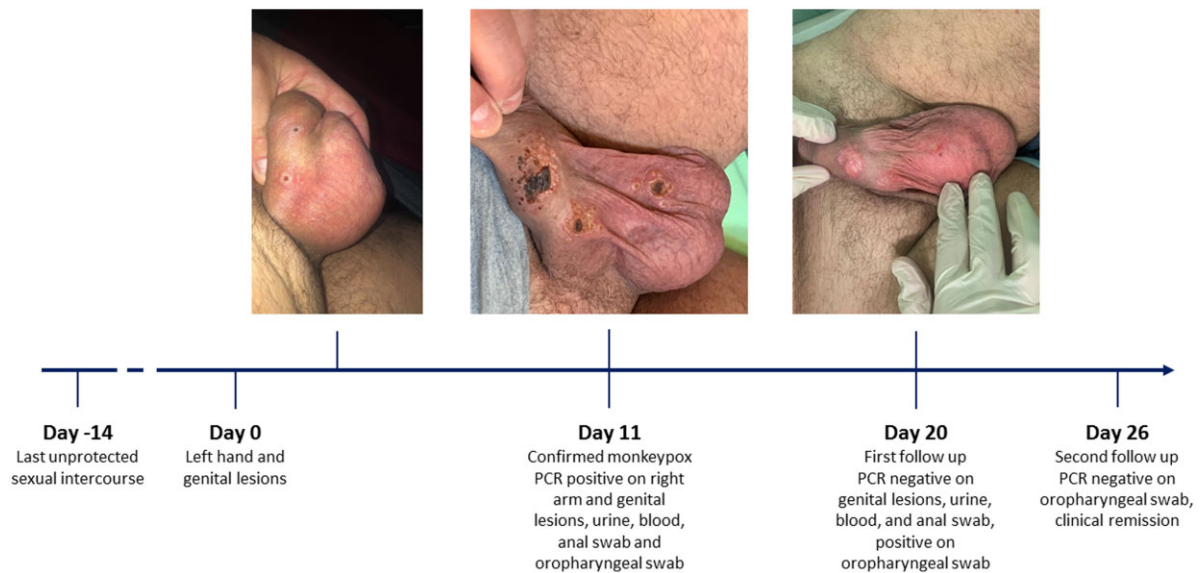 Day -14
Last unprotected
sexual intercourse
Day 0
Left hand and
genital lesions
Day 11
Confirmed monkeypox
PCR positive on right
arm and genital
lesions, urine, blood,
anal swab and
oropharyngeal swab
Day 20
First follow up
PCR negative on
genital lesions, urine,
blood, and anal swab,
positive on
oropharyngeal swab
Day 26
Second follow up
PCR negative on
oropharyngeal swab,
clinical remission